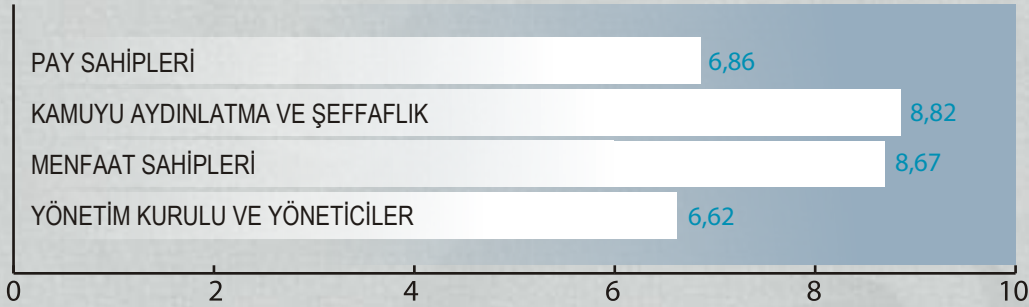 PAY SAHİPLERİ 6,86
KAMUYU AYDINLATMA VE ŞEFFAFLIK 8,82
MENFAAT SAHİPLERİ 8,67
YÖNETİM KURULU VE YÖNETİCİLER 6,62
0 2 4 6 8 10